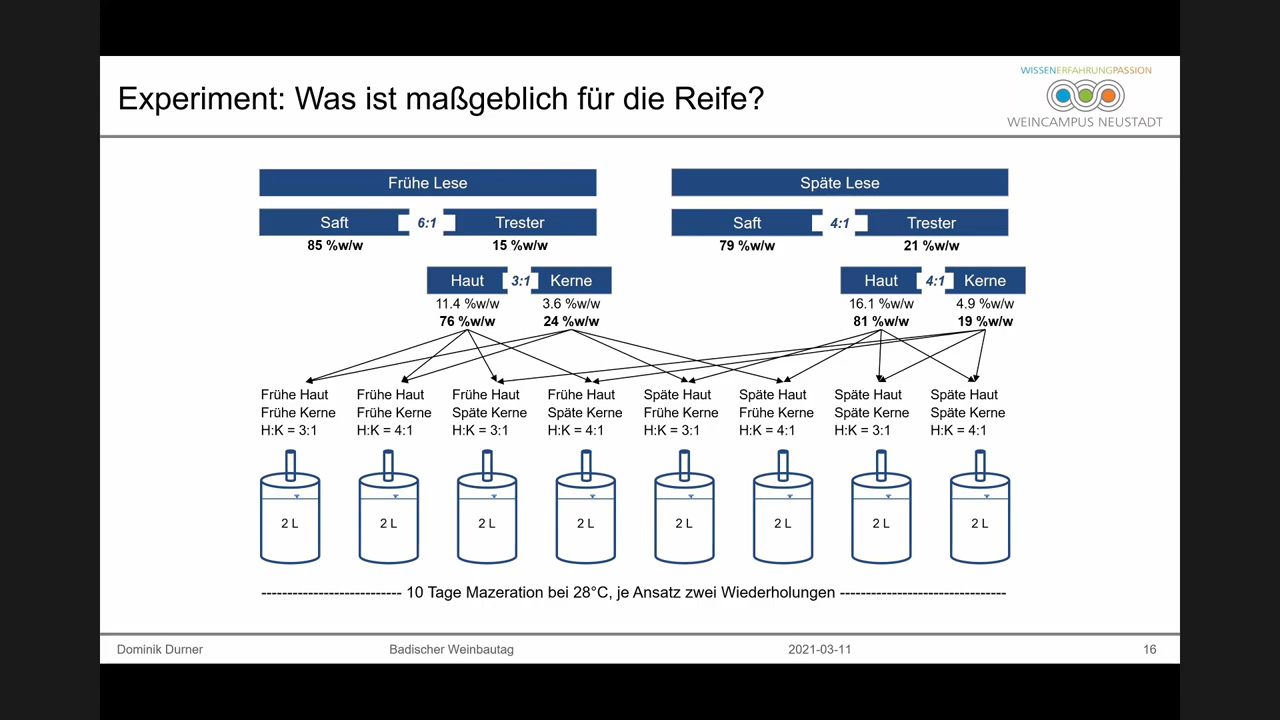 Experiment: Was ist maßgeblich für die Reife?
WISSENERFAHRUNGPASSION
WEINCAMPUS NEUSTADT
Frühe Lese
Späte Lese
Saft 6:1 Trester
Saft 4:1 Trester
85 %w/w 15 %w/w
79 %w/w 21 %w/w
Haut 3:1 Kerne
Haut 4:1 Kerne
11.4 %w/w 3.6 %w/w
16.1 %w/w 4.9 %w/w
76 %w/w 24 %w/w
81 %w/w 19 %w/w
Frühe Haut
Frühe Kerne
H:K = 3:1
Frühe Haut
Frühe Kerne
H:K = 4:1
Frühe Haut
Späte Kerne
H:K = 3:1
Frühe Haut
Späte Kerne
H:K = 4:1
Späte Haut
Frühe Kerne
H:K = 3:1
Späte Haut
Frühe Kerne
H:K = 4:1
Späte Haut
Späte Kerne
H:K = 3:1
Späte Haut
Späte Kerne
H:K = 4:1
2 L 2 L 2 L 2 L 2 L 2 L 2 L 2 L
--------------------------- 10 Tage Mazeration bei 28°C, je Ansatz zwei Wiederholungen --------------------------------
Dominik Durner Badischer Weinbautag 2021-03-11 16